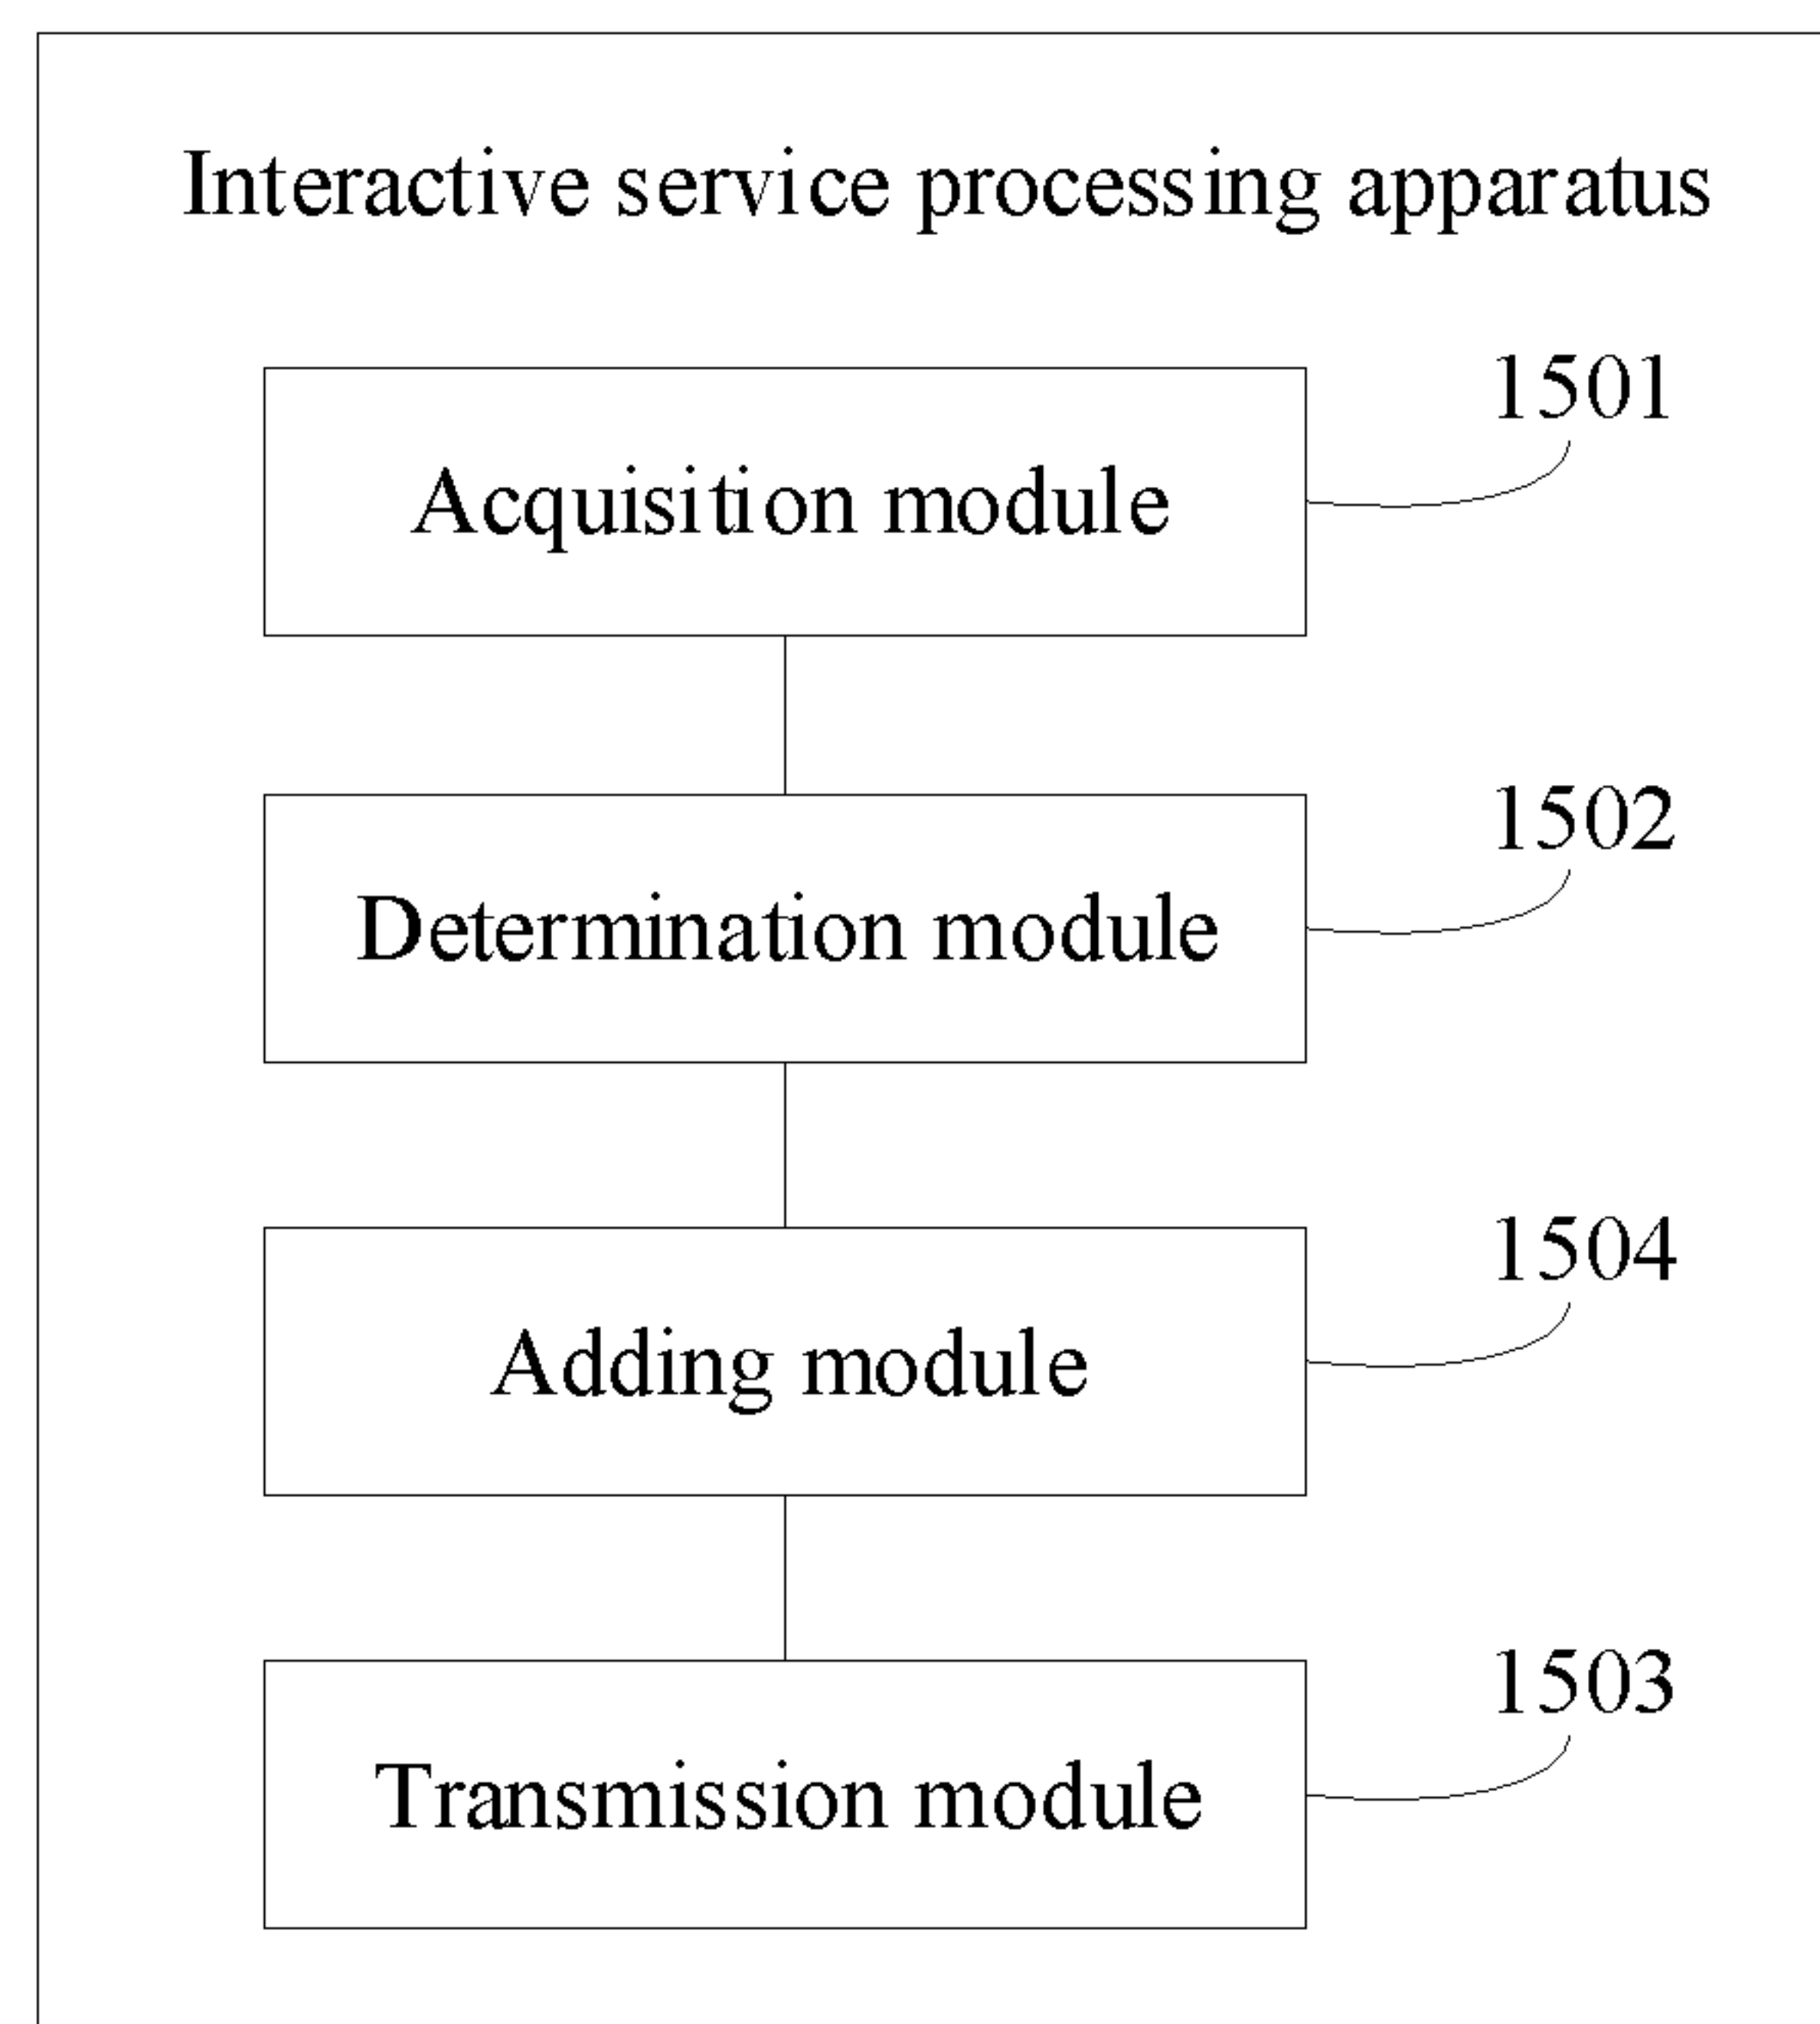 Interactive service processing apparatus
1501
Acquisition module
1502
Determination module
1504
Adding module
1503
Transmission module